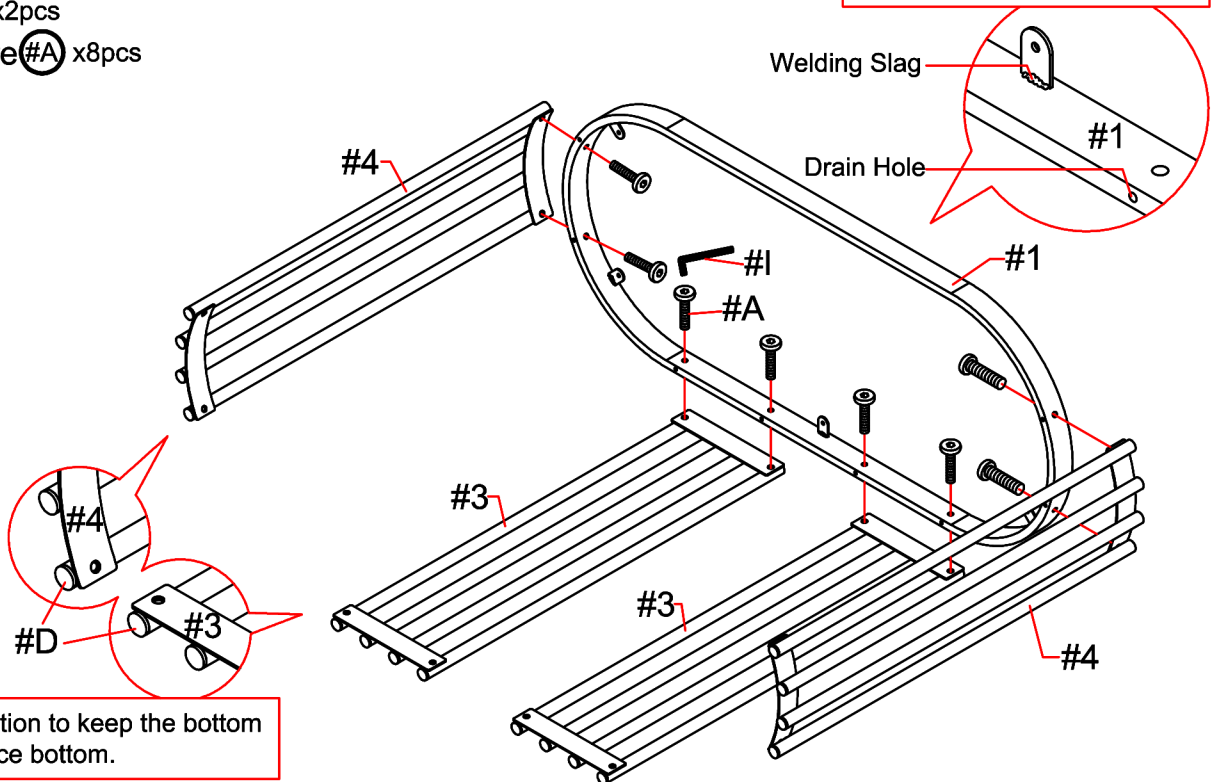 x2pcs
e #A x8pcs
Welding Slag
#1
Drain Hole
#4
#I
#1
#A
#3
#4
#3
#3
#D
#4
tion to keep the bottom
ce bottom.